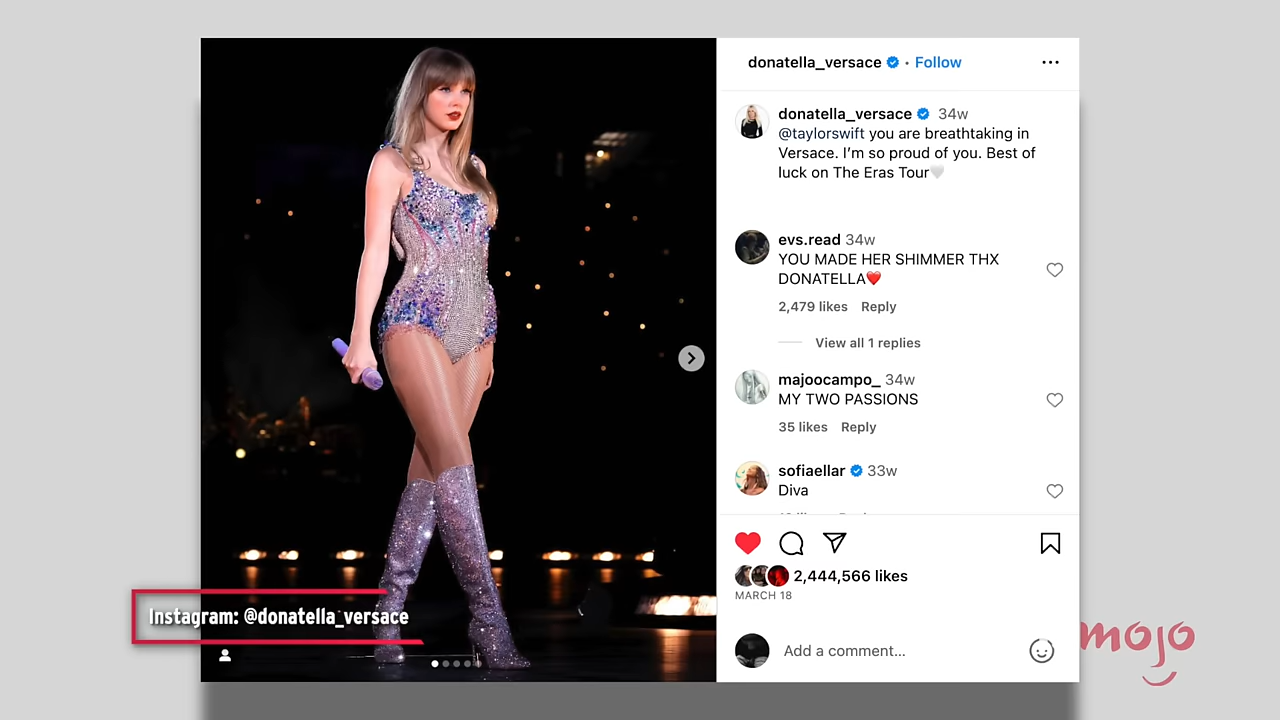 donatella_versace • Follow
donatella_versace 34w
@taylorswift you are breathtaking in
Versace. I’m so proud of you. Best of
luck on The Eras Tour🤍
evs.read 34w
YOU MADE HER SHIMMER THX
DONATELLA❤️
2,479 likes Reply
View all 1 replies
majoocampo_ 34w
MY TWO PASSIONS
35 likes Reply
sofiaellar 33w
Diva
2,444,566 likes
MARCH 18
Add a comment...
Instagram: @donatella_versace
mojo